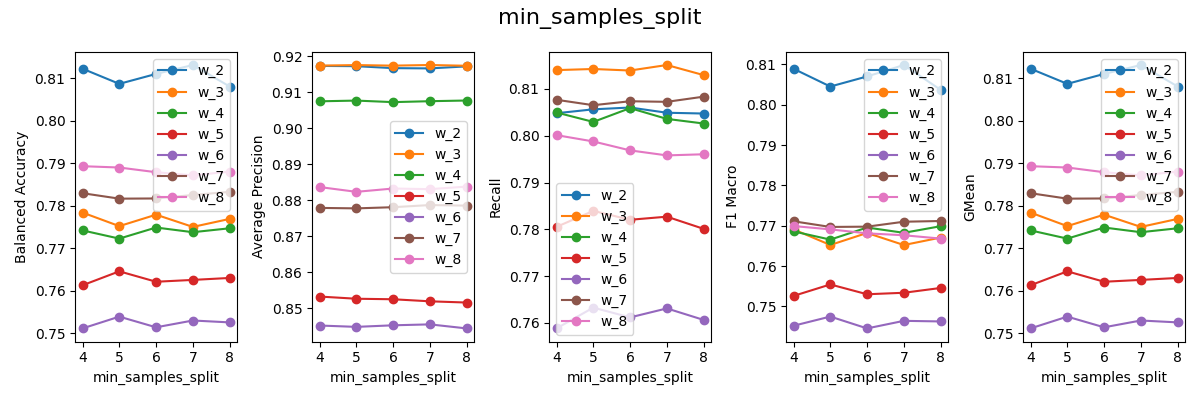 min_samples_split
Balanced Accuracy
0.81
0.80
0.79
0.78
0.77
0.76
0.75
4 5 6 7 8
min_samples_split
w_2
w_3
w_4
w_5
w_6
w_7
w_8
Average Precision
0.92
0.91
0.90
0.89
0.88
0.87
0.86
0.85
4 5 6 7 8
min_samples_split
w_2
w_3
w_4
w_5
w_6
w_7
w_8
Recall
0.81
0.80
0.79
0.78
0.77
0.76
4 5 6 7 8
min_samples_split
w_2
w_3
w_4
w_5
w_6
w_7
w_8
F1 Macro
0.81
0.80
0.79
0.78
0.77
0.76
0.75
4 5 6 7 8
min_samples_split
w_2
w_3
w_4
w_5
w_6
w_7
w_8
GMean
0.81
0.80
0.79
0.78
0.77
0.76
0.75
4 5 6 7 8
min_samples_split
w_2
w_3
w_4
w_5
w_6
w_7
w_8